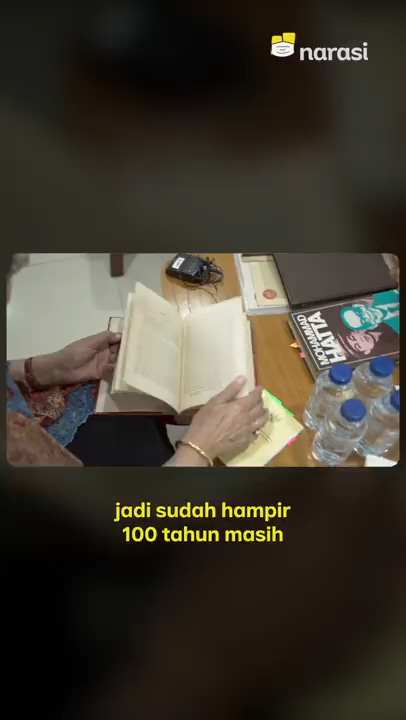 narasi
MOHAMMAD
HATTA
jadi sudah hampir
100 tahun masih